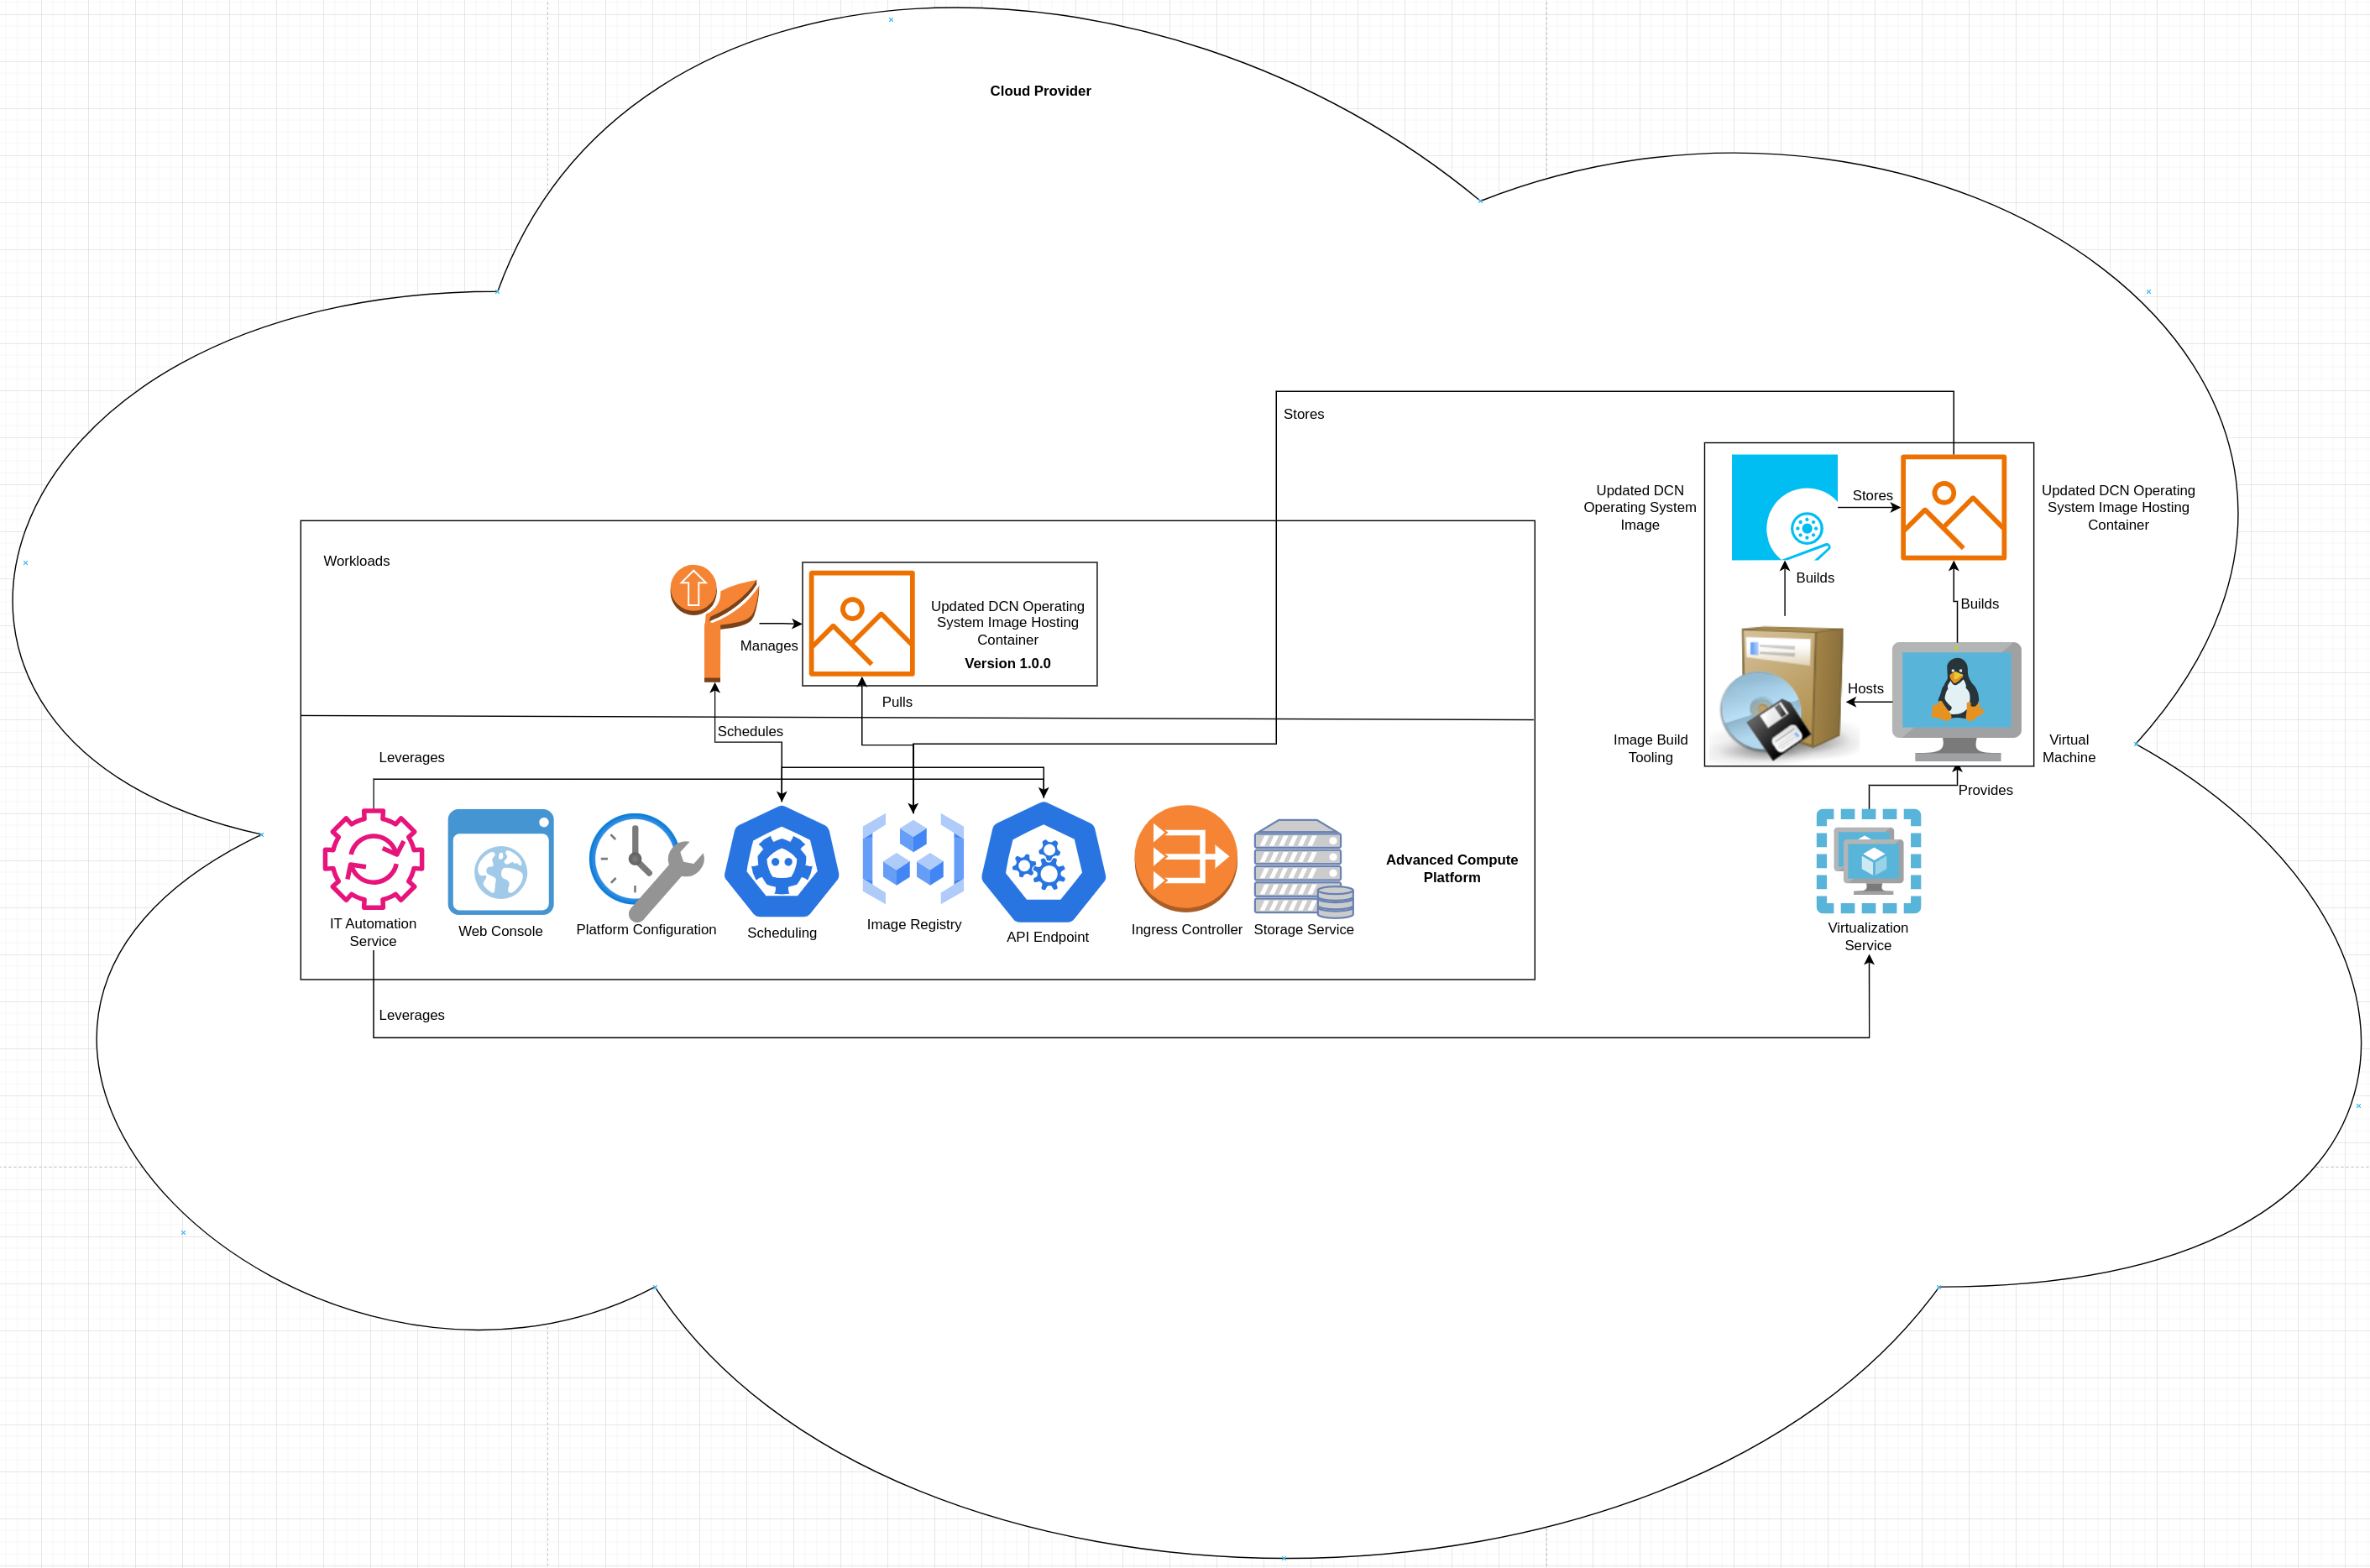 Cloud Provider
Stores
Updated DCN
Operating System
Image
Stores
Updated DCN Operating
System Image Hosting
Container
Builds
Builds
Hosts
Image Build
Tooling
Virtual
Machine
Provides
Virtualization
Service
Workloads
Manages
Updated DCN Operating
System Image Hosting
Container
Version 1.0.0
Pulls
Schedules
Leverages
IT Automation
Service
Web Console
Platform Configuration
Scheduling
Image Registry
API Endpoint
Ingress Controller
Storage Service
Advanced Compute
Platform
Leverages